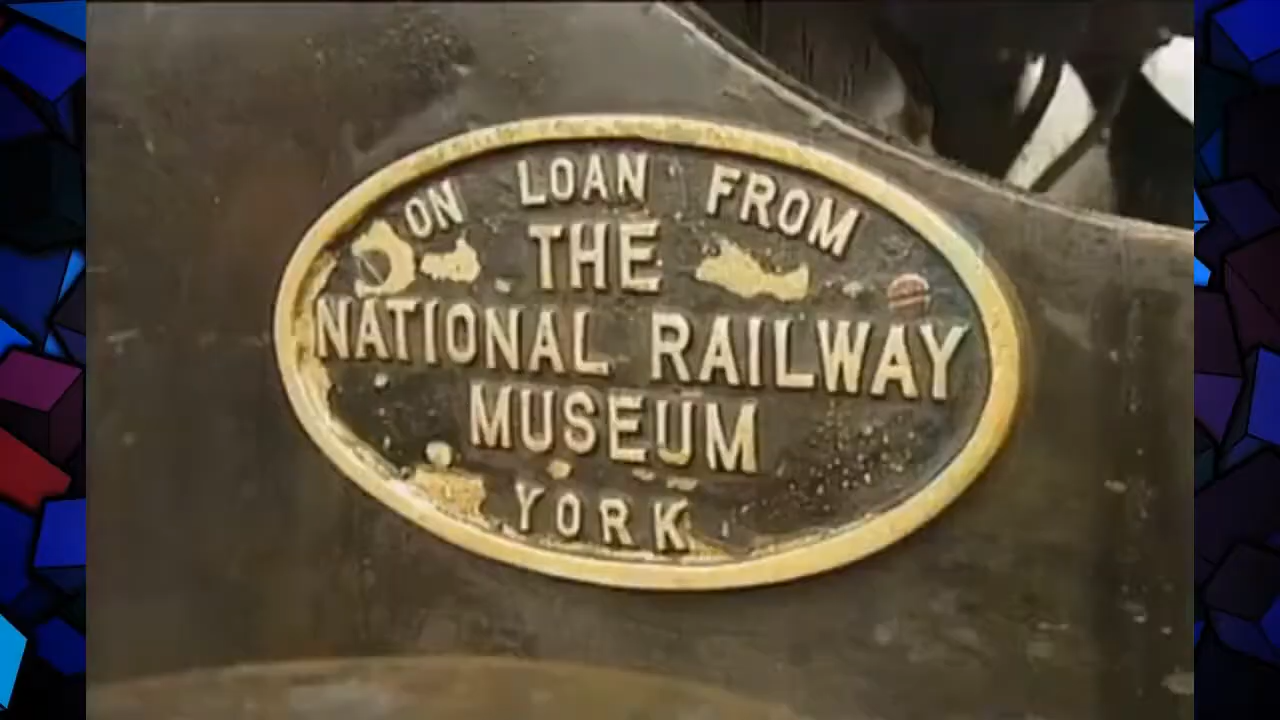 ON LOAN FROM
THE
NATIONAL RAILWAY
MUSEUM
YORK